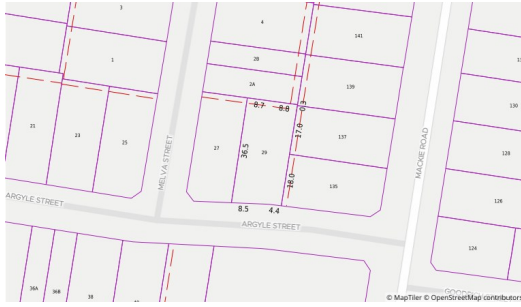 3
4
141
1
2B
2A
139
8.7
8.8
0.3
21
23
25
27
36.5
29
17.0
137
18.0
135
MELVA STREET
MACKIE ROAD
128
126
124
ARGYLE STREET
8.5
4.4
ARGYLE STREET
36A
36B
38
© MapTiler © OpenStreetMap contributors